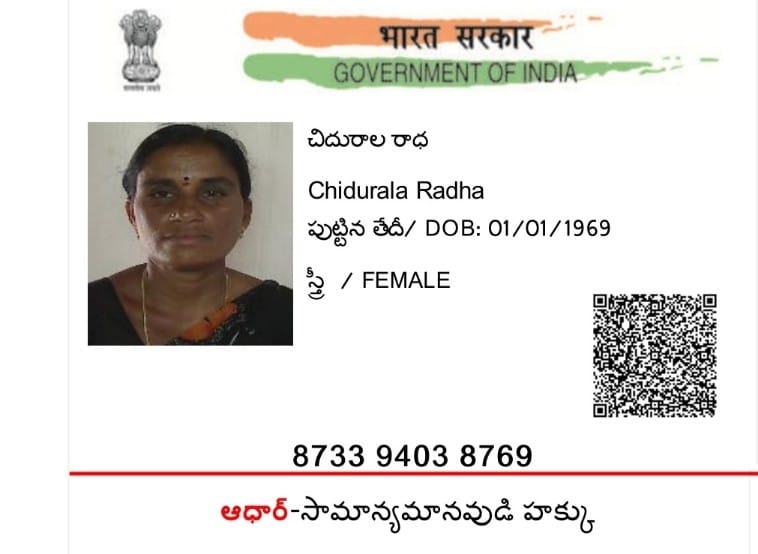 भारत सरकार
GOVERNMENT OF INDIA
చిదురాల రాధ
Chidurala Radha
పుట్టిన తేదీ/ DOB: 01/01/1969
స్త్రీ / FEMALE
8733 9403 8769
ఆధార్-సామాన్యమానవుడి హక్కు